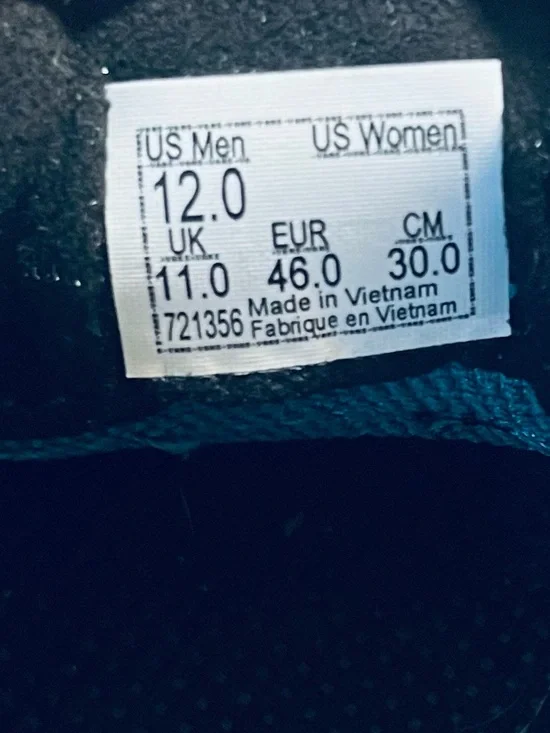 US Men US Women
12.0
UK EUR CM
11.0 46.0 30.0
721356 Made in Vietnam
Fabrique en Vietnam